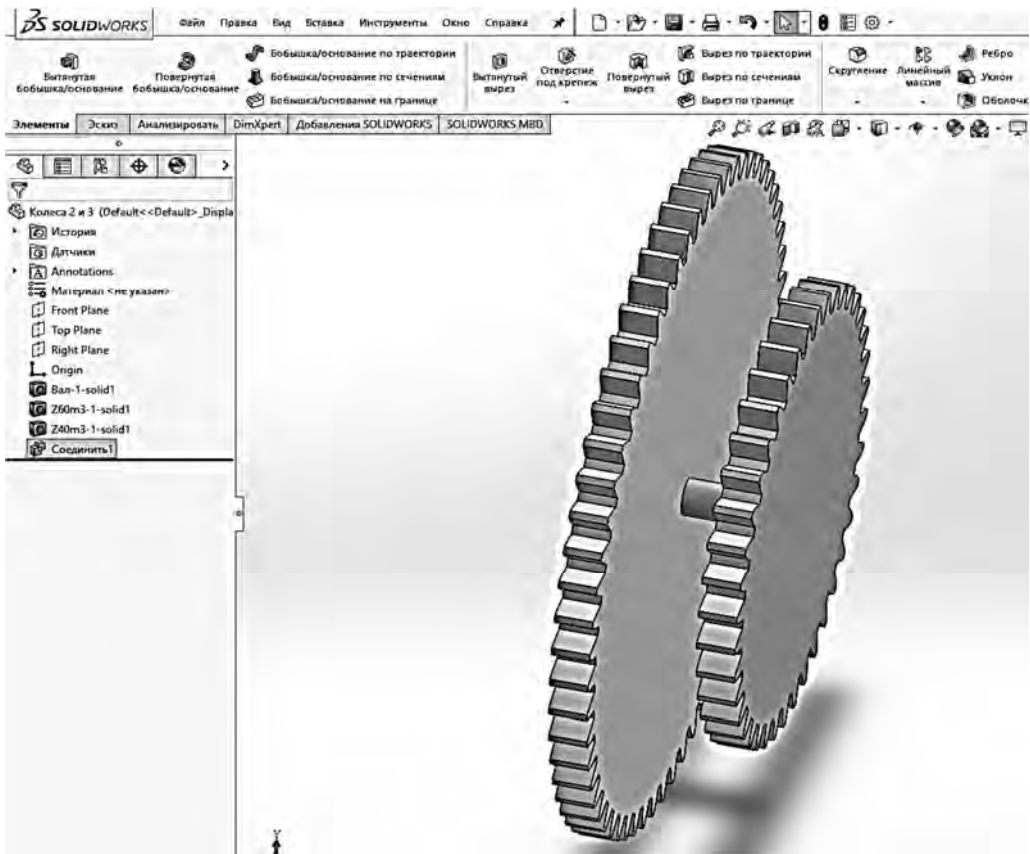 SOLIDWORKS Файл Правка Вид Вставка Инструменты Окно Справка
Вытянутая бобышка/основание
Повернутая бобышка/основание
Бобышка/основание по траектории
Бобышка/основание по сечениям
Бобышка/основание на границе
Вытянутый вырез
Отверстие под крепеж
Повернутый вырез
Вырез по траектории
Вырез по сечениям
Вырез по границе
Скругление
Линейный массив
Ребро
Уклон
Оболочк
Элементы Эскиз Анализировать DimXpert Добавления SOLIDWORKS SOLIDWORKS MBD
Колеса 2 и 3 (Default<<Default>_Displa
История
Датчики
Annotations
Материал <не указан>
Front Plane
Top Plane
Right Plane
Origin
Вал-1-solid1
Z60m3-1-solid1
Z40m3-1-solid1
Соединить1
Y